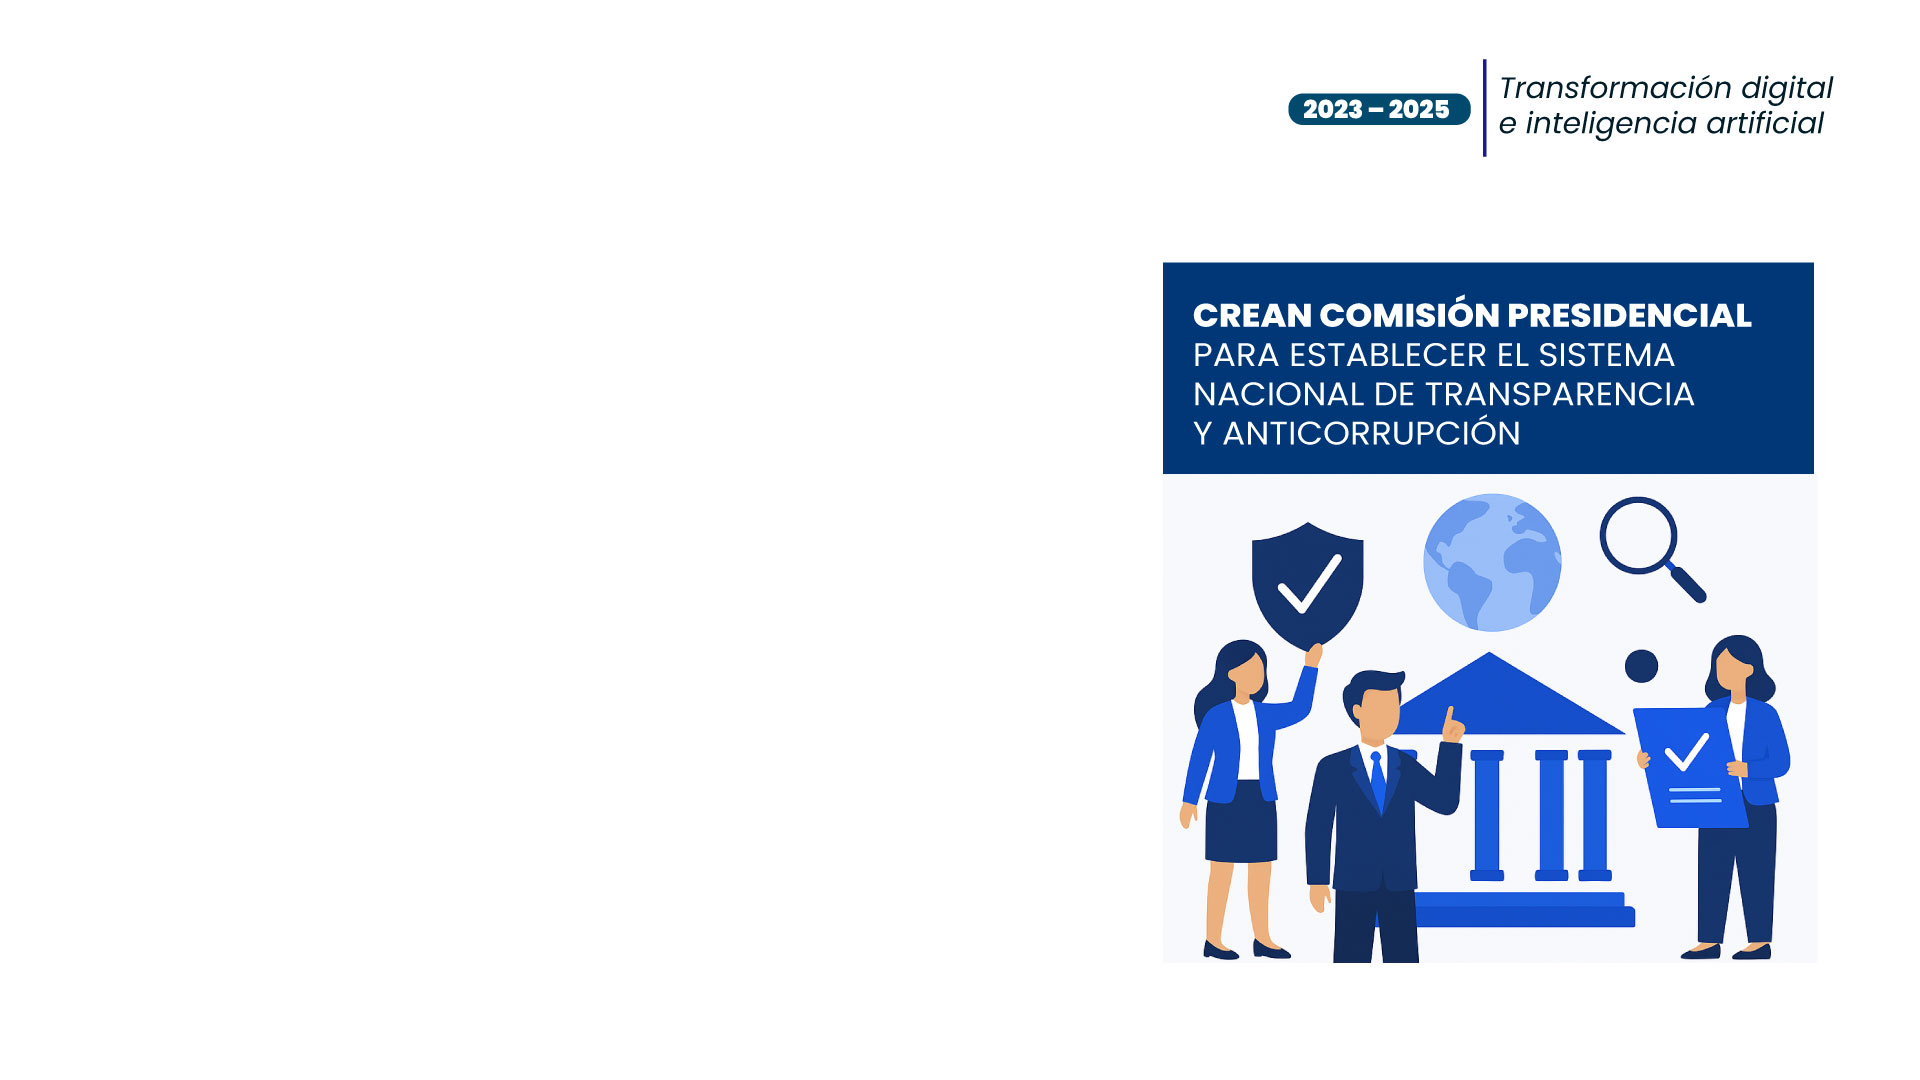 2023 – 2025
Transformación digital
e inteligencia artificial
CREAN COMISIÓN PRESIDENCIAL
PARA ESTABLECER EL SISTEMA
NACIONAL DE TRANSPARENCIA
Y ANTICORRUPCIÓN